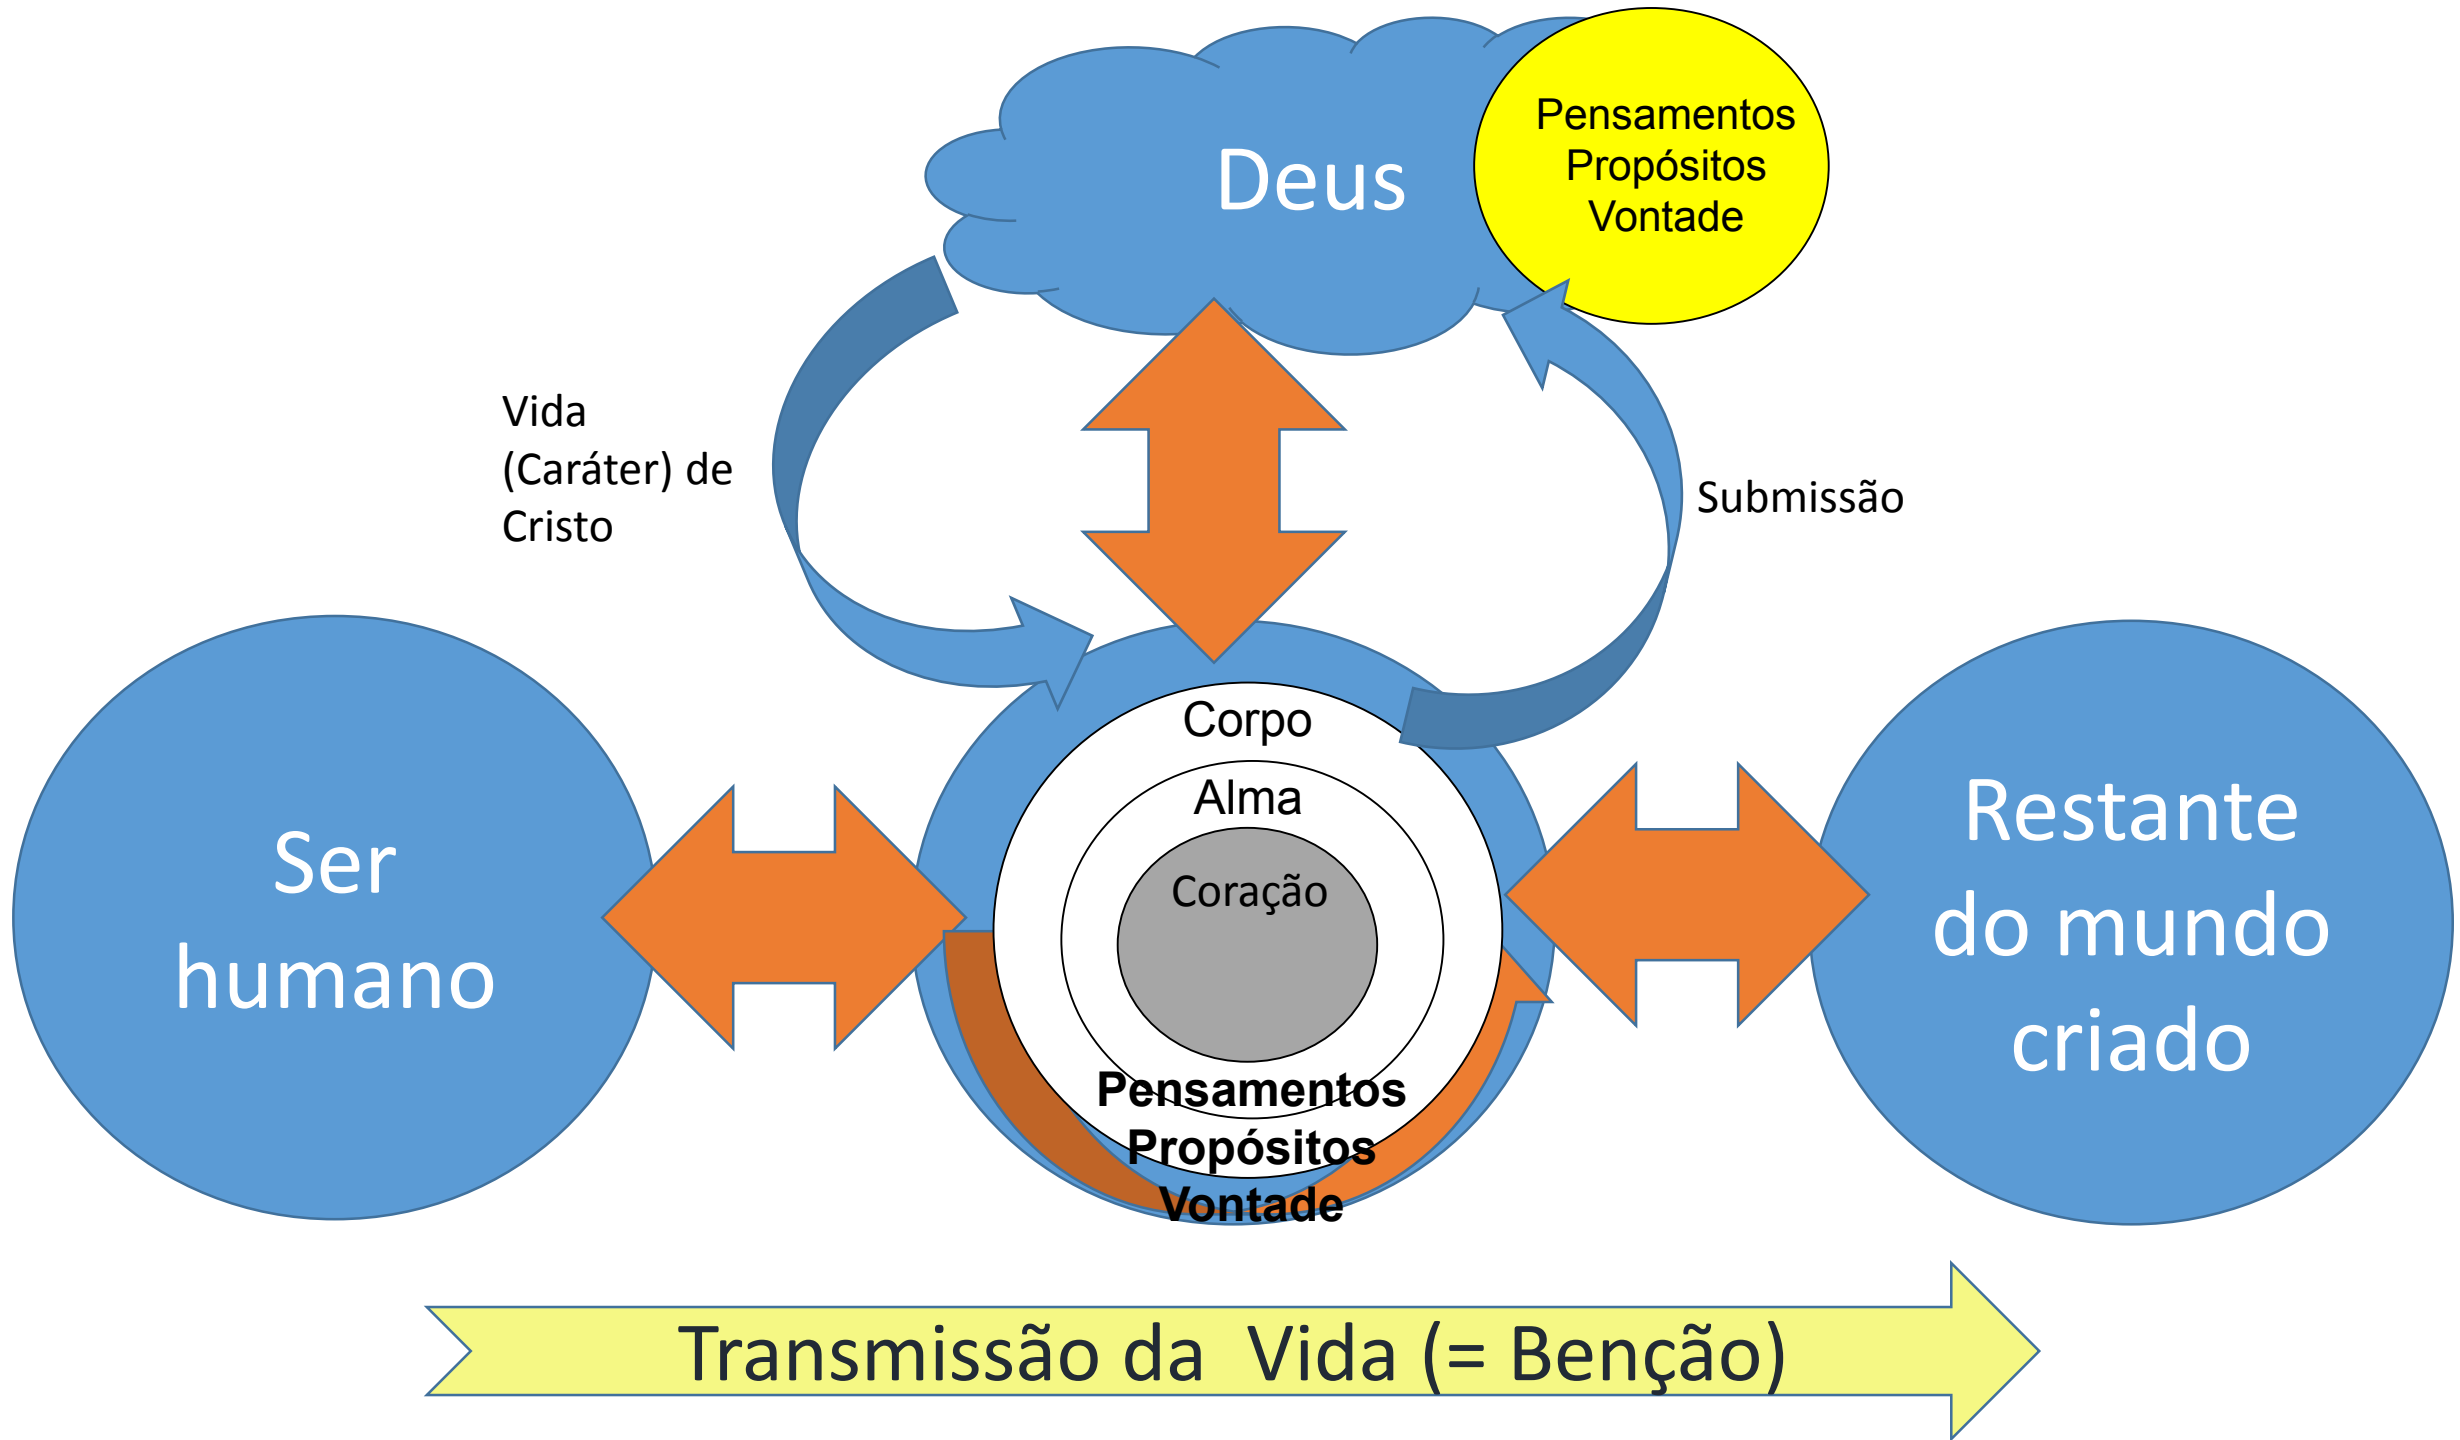 Deus
Pensamentos
Propósitos
Vontade
Vida
(Caráter) de
Cristo
Submissão
Ser
humano
Corpo
Alma
Coração
Pensamentos
Propósitos
Vontade
Restante
do mundo
criado
Transmissão da  Vida (= Benção)